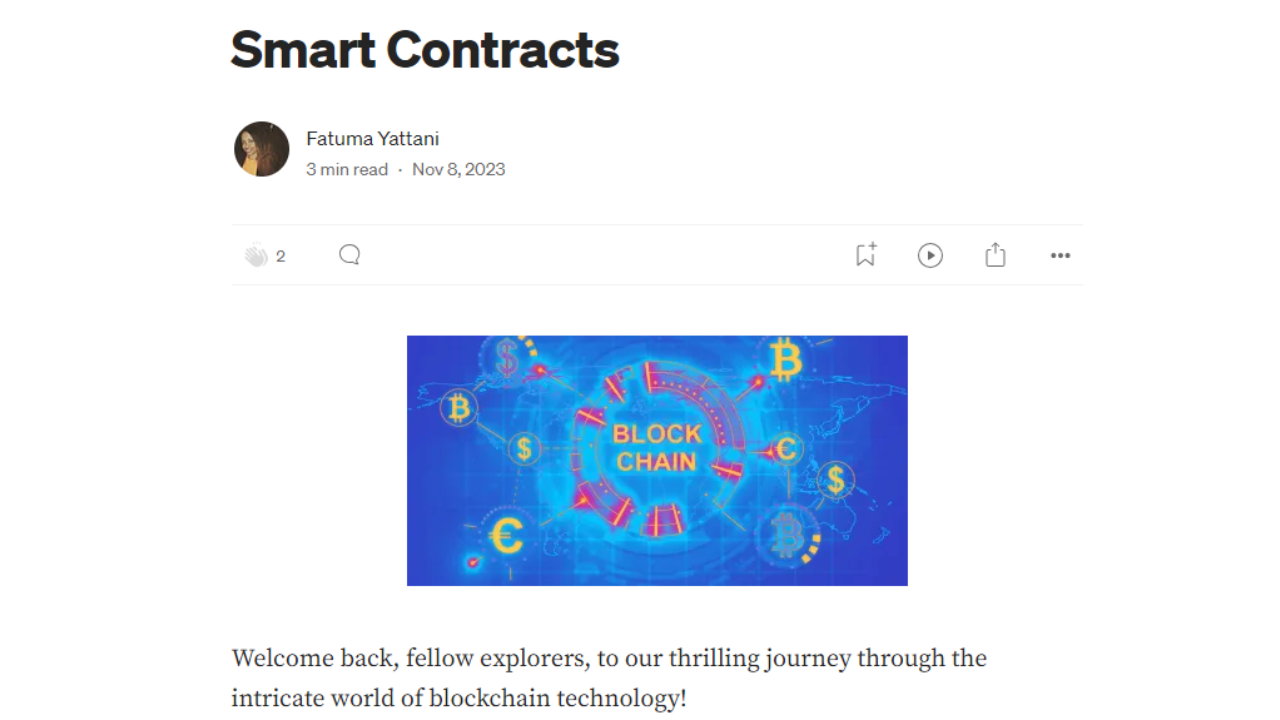 Smart Contracts
Fatuma Yattani
3 min read · Nov 8, 2023
2
$
B
B
BLOCK
CHAIN
$
€
$
€
B
Welcome back, fellow explorers, to our thrilling journey through the
intricate world of blockchain technology!